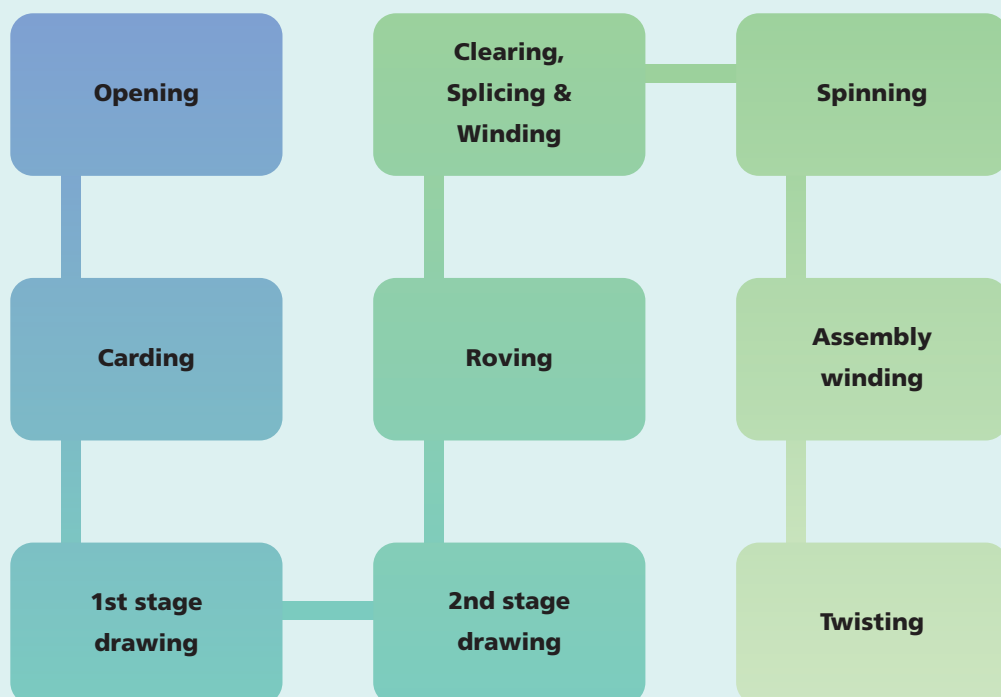 Opening
Carding
1st stage
drawing
2nd stage
drawing
Roving
Clearing,
Splicing &
Winding
Spinning
Assembly
winding
Twisting